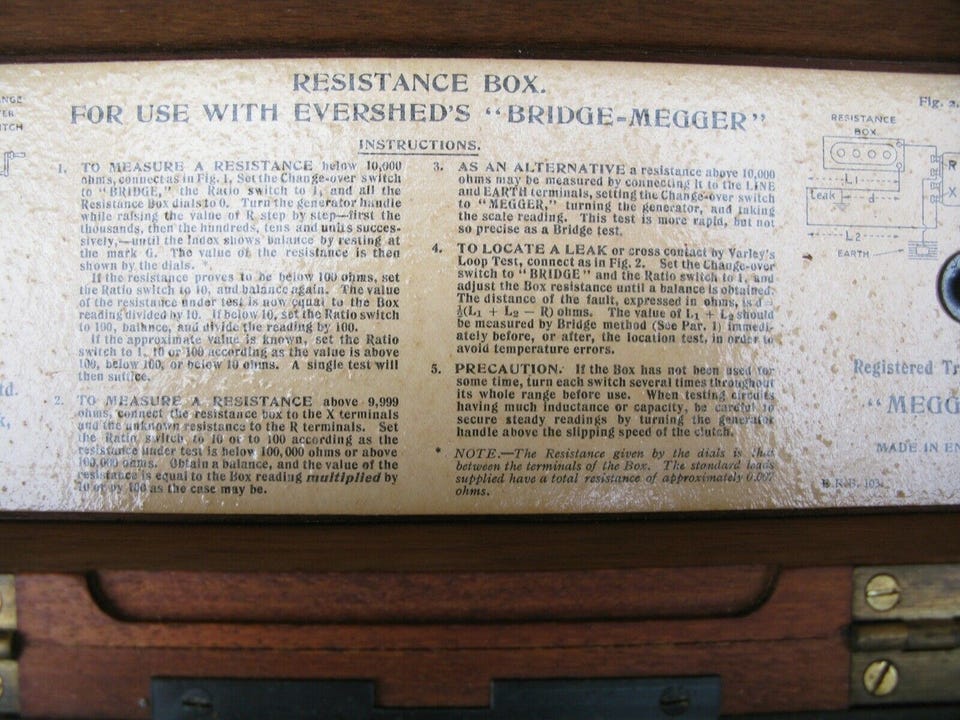 RESISTANCE BOX.
FOR USE WITH EVERSHED'S "BRIDGE-MEGGER"
INSTRUCTIONS.
1. TO MEASURE A RESISTANCE below 10,000
ohms, connect as in Fig. 1. Set the Change-over switch
to "BRIDGE," the Ratio switch to 1, and all the
Resistance Box dials to 0. Turn the generator handle
while raising the value of R step by step—first the
thousands, then the hundreds, tens and units succes-
sively,—until the Index shows balance by resting at
the mark G. The value of the resistance is then
shown by the dials.
If the resistance proves to be below 100 ohms, set
the Ratio switch to 10, and balance again. The value
of the resistance under test is now equal to the Box
reading divided by 10. If below 10, set the Ratio switch
to 100, balance, and divide the reading by 100.
If the approximate value is known, set the Ratio
switch to 1, 10 or 100 according as the value is above
100, below 100, or below 10 ohms. A single test will
then suffice.
2. TO MEASURE A RESISTANCE above 9,999
ohms, connect the resistance box to the X terminals
and the unknown resistance to the R terminals. Set
the Ratio switch to 10 or to 100 according as the
resistance under test is below 100,000 ohms or above
100,000 ohms. Obtain a balance, and the value of the
resistance is equal to the Box reading multiplied by
10 or by 100 as the case may be.
3. AS AN ALTERNATIVE a resistance above 10,000
ohms may be measured by connecting it to the LINE
and EARTH terminals, setting the Change-over switch
to "MEGGER," turning the generator, and taking
the scale reading. This test is more rapid, but not
so precise as a Bridge test.
4. TO LOCATE A LEAK or cross contact by Varley's
Loop Test, connect as in Fig. 2. Set the Change-over
switch to "BRIDGE" and the Ratio switch to 1, and
adjust the Box resistance until a balance is obtained.
The distance of the fault, expressed in ohms, is d =
½(L1 + L2 — R) ohms. The value of L1 + L2 should
be measured by Bridge method (See Par. 1) immedi-
ately before, or after, the location test, in order to
avoid temperature errors.
5. PRECAUTION. If the Box has not been used for
some time, turn each switch several times throughout
its whole range before use. When testing circuits
having much inductance or capacity, be careful to
secure steady readings by turning the generator
handle above the slipping speed of the clutch.
* NOTE.—The Resistance given by the dials is that
between the terminals of the Box. The standard leads
supplied have a total resistance of approximately 0.007
ohms.
Fig. 2.
RESISTANCE
BOX
R
X
L1
Leak
d
L2
EARTH
Registered Tr
"MEGG
MADE IN EN
td.
k,